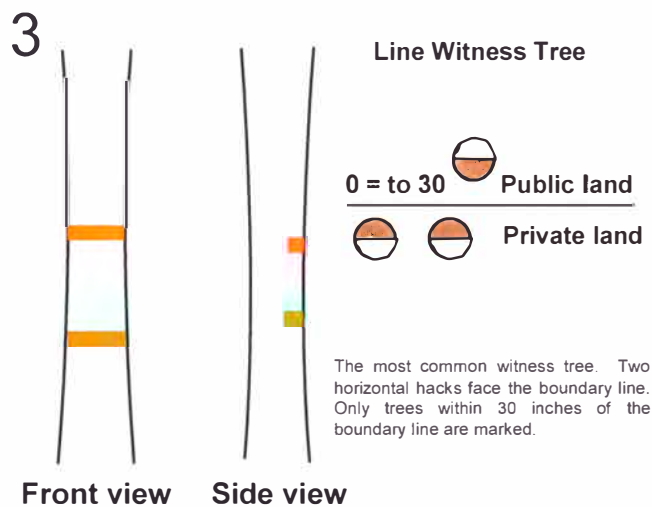 3
Line Witness Tree
0 = to 30 Public land
Private land
The most common witness tree. Two
horizontal hacks face the boundary line.
Only trees within 30 inches of the
boundary line are marked.
Front view Side view